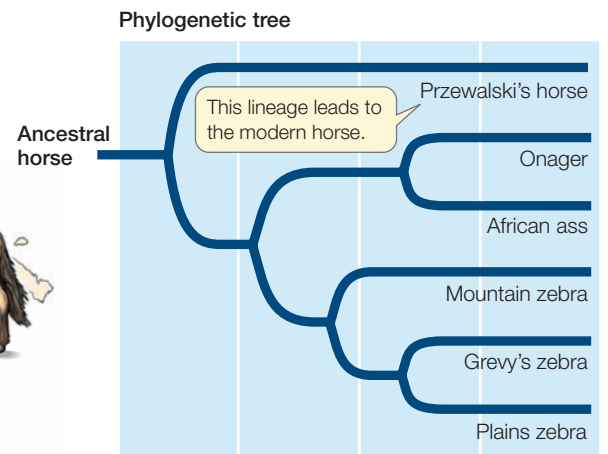 Phylogenetic tree
Przewalski's horse
This lineage leads to
the modern horse.
Ancestral
horse
Onager
African ass
Mountain zebra
Grevy's zebra
Plains zebra